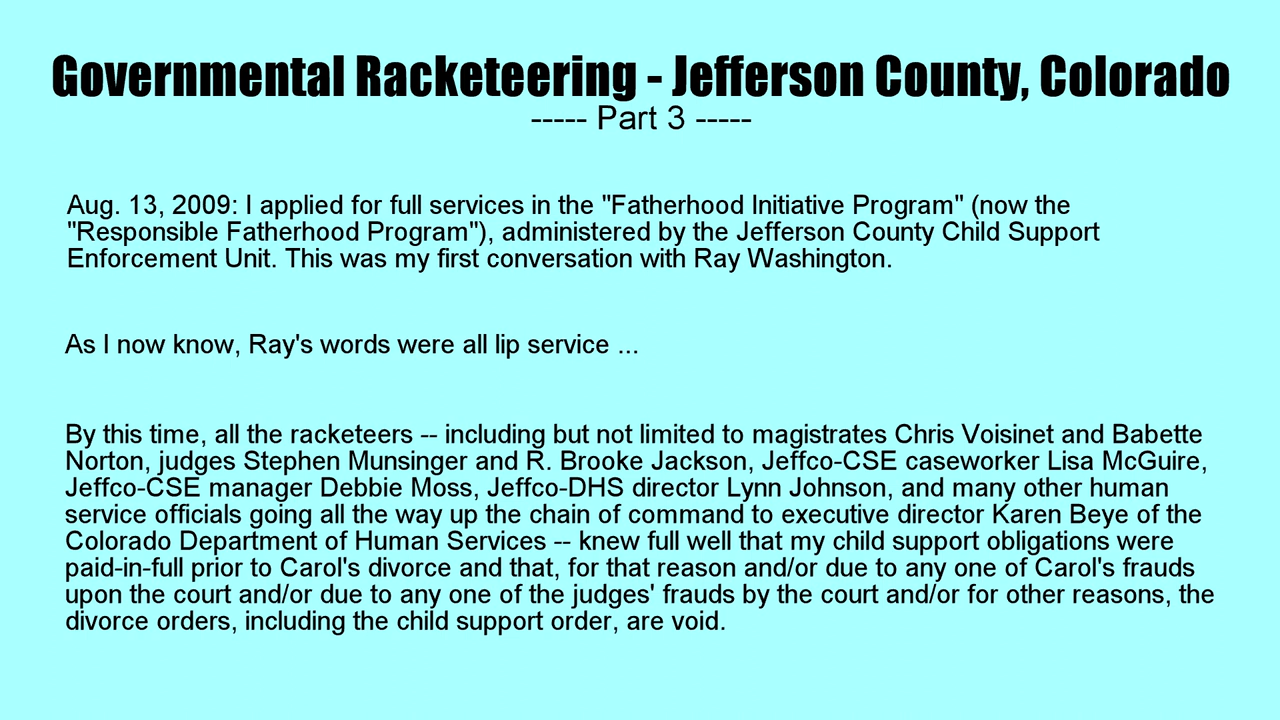 Governmental Racketeering - Jefferson County, Colorado
----- Part 3 -----
Aug. 13, 2009: I applied for full services in the "Fatherhood Initiative Program" (now the
"Responsible Fatherhood Program"), administered by the Jefferson County Child Support
Enforcement Unit. This was my first conversation with Ray Washington.
As I now know, Ray's words were all lip service ...
By this time, all the racketeers -- including but not limited to magistrates Chris Voisinet and Babette
Norton, judges Stephen Munsinger and R. Brooke Jackson, Jeffco-CSE caseworker Lisa McGuire,
Jeffco-CSE manager Debbie Moss, Jeffco-DHS director Lynn Johnson, and many other human
service officials going all the way up the chain of command to executive director Karen Beye of the
Colorado Department of Human Services -- knew full well that my child support obligations were
paid-in-full prior to Carol's divorce and that, for that reason and/or due to any one of Carol's frauds
upon the court and/or due to any one of the judges' frauds by the court and/or for other reasons, the
divorce orders, including the child support order, are void.